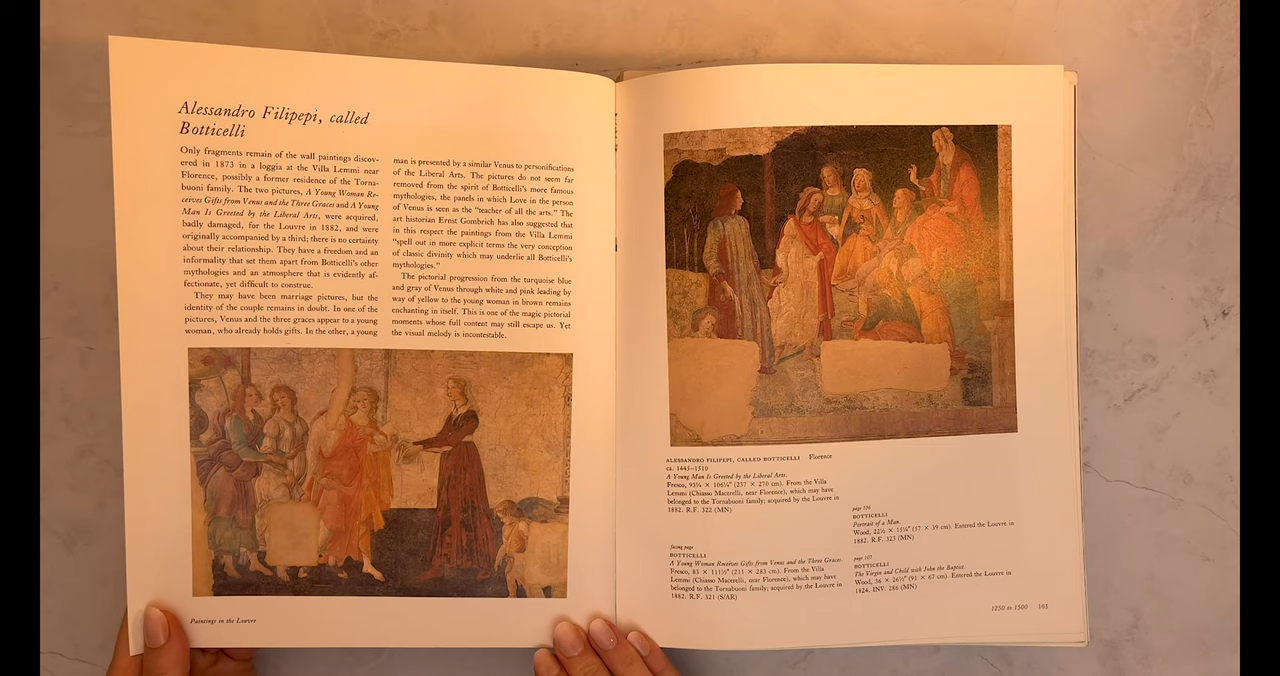 Alessandro Filipepi, called
Botticelli
Only fragments remain of the wall paintings discov-
ered in 1873 in a loggia at the Villa Lemmi near
Florence, possibly a former residence of the Torna-
buoni family. The two pictures, A Young Woman Re-
ceives Gifts from Venus and the Three Graces and A Young
Man Is Greeted by the Liberal Arts, were acquired,
badly damaged, for the Louvre in 1882, and were
originally accompanied by a third; there is no certainty
about their relationship. They have a freedom and an
informality that set them apart from Botticelli's other
mythologies and an atmosphere that is evidently af-
fectionate, yet difficult to construe.
They may have been marriage pictures, but the
identity of the couple remains in doubt. In one of the
pictures, Venus and the three graces appear to a young
woman, who already holds gifts. In the other, a young
man is presented by a similar Venus to personifications
of the Liberal Arts. The pictures do not seem far
removed from the spirit of Botticelli's more famous
mythologies, the panels in which Love in the person
of Venus is seen as the "teacher of all the arts." The
art historian Ernst Gombrich has also suggested that
in this respect the paintings from the Villa Lemmi
"spell out in more explicit terms the very conception
of classic divinity which may underlie all Botticelli's
mythologies."
The pictorial progression from the turquoise blue
and gray of Venus through white and pink leading by
way of yellow to the young woman in brown remains
enchanting in itself. This is one of the magic pictorial
moments whose full content may still escape us. Yet
the visual melody is incontestable.
Paintings in the Louvre
ALESSANDRO FILIPEPI, CALLED BOTTICELLI Florence
ca. 1445–1510
A Young Man Is Greeted by the Liberal Arts.
Fresco, 93¼ × 106¼" (237 × 270 cm). From the Villa
Lemmi (Chiasso Macerelli, near Florence), which may have
belonged to the Tornabuoni family; acquired by the Louvre in
1882. R.F. 322 (MN)
facing page
BOTTICELLI
A Young Woman Receives Gifts from Venus and the Three Graces.
Fresco, 83 × 111½" (211 × 283 cm). From the Villa
Lemmi (Chiasso Macerelli, near Florence), which may have
belonged to the Tornabuoni family; acquired by the Louvre in
1882. R.F. 321 (S/AR)
page 106
BOTTICELLI
Portrait of a Man.
Wood, 22½ × 15¼" (57 × 39 cm). Entered the Louvre in
1882. R.F. 323 (MN)
page 107
BOTTICELLI
The Virgin and Child with John the Baptist.
Wood, 36 × 26½" (91 × 67 cm). Entered the Louvre in
1824. INV. 286 (MN)
1250 to 1500 105